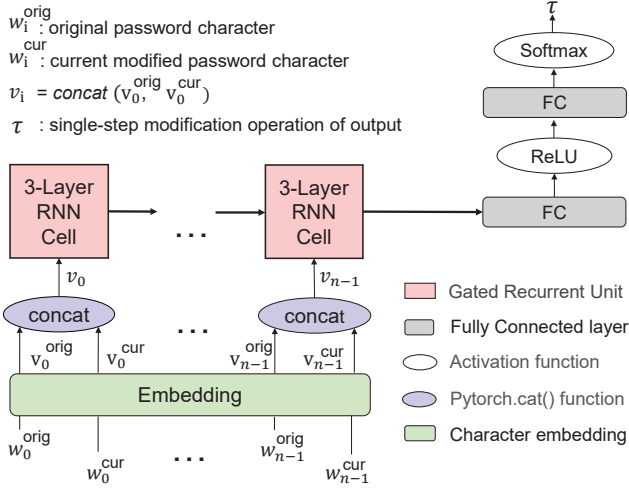 w_i^orig : original password character
w_i^cur : current modified password character
v_i = concat (v_0^orig, v_0^cur)
τ : single-step modification operation of output
τ
Softmax
FC
ReLU
FC
3-Layer
RNN
Cell
. . .
3-Layer
RNN
Cell
v_0
v_{n−1}
concat
. . .
concat
v_0^orig
v_0^cur
v_{n−1}^orig
v_{n−1}^cur
Embedding
w_0^orig
w_0^cur
. . .
w_{n−1}^orig
w_{n−1}^cur
Gated Recurrent Unit
Fully Connected layer
Activation function
Pytorch.cat() function
Character embedding